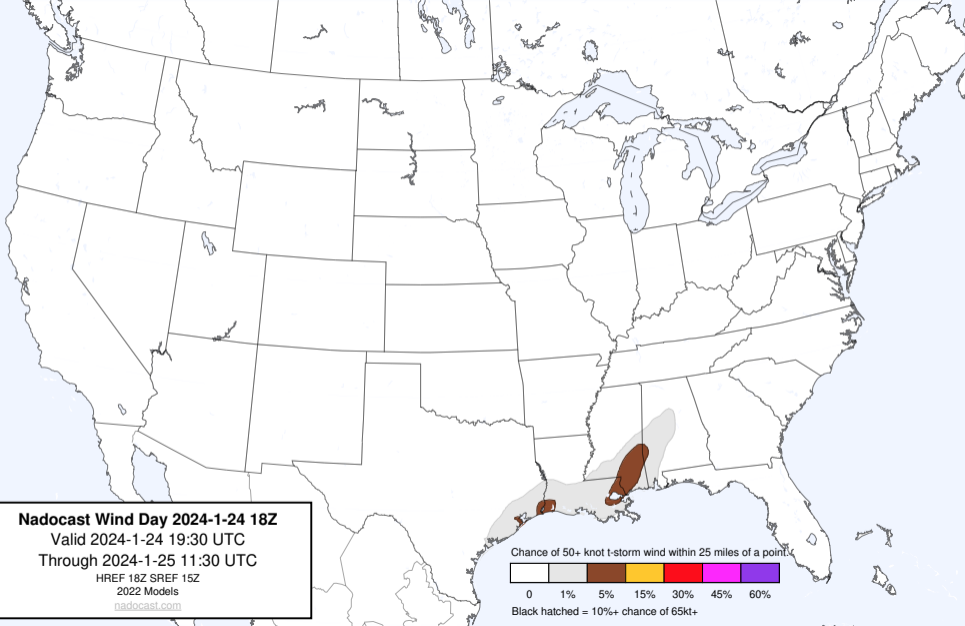 Nadocast Wind Day 2024-1-24 18Z
Valid 2024-1-24 19:30 UTC
Through 2024-1-25 11:30 UTC
HREF 18Z SREF 15Z
2022 Models
nadocast.com
Chance of 50+ knot t-storm wind within 25 miles of a point.
0 1% 5% 15% 30% 45% 60%
Black hatched = 10%+ chance of 65kt+